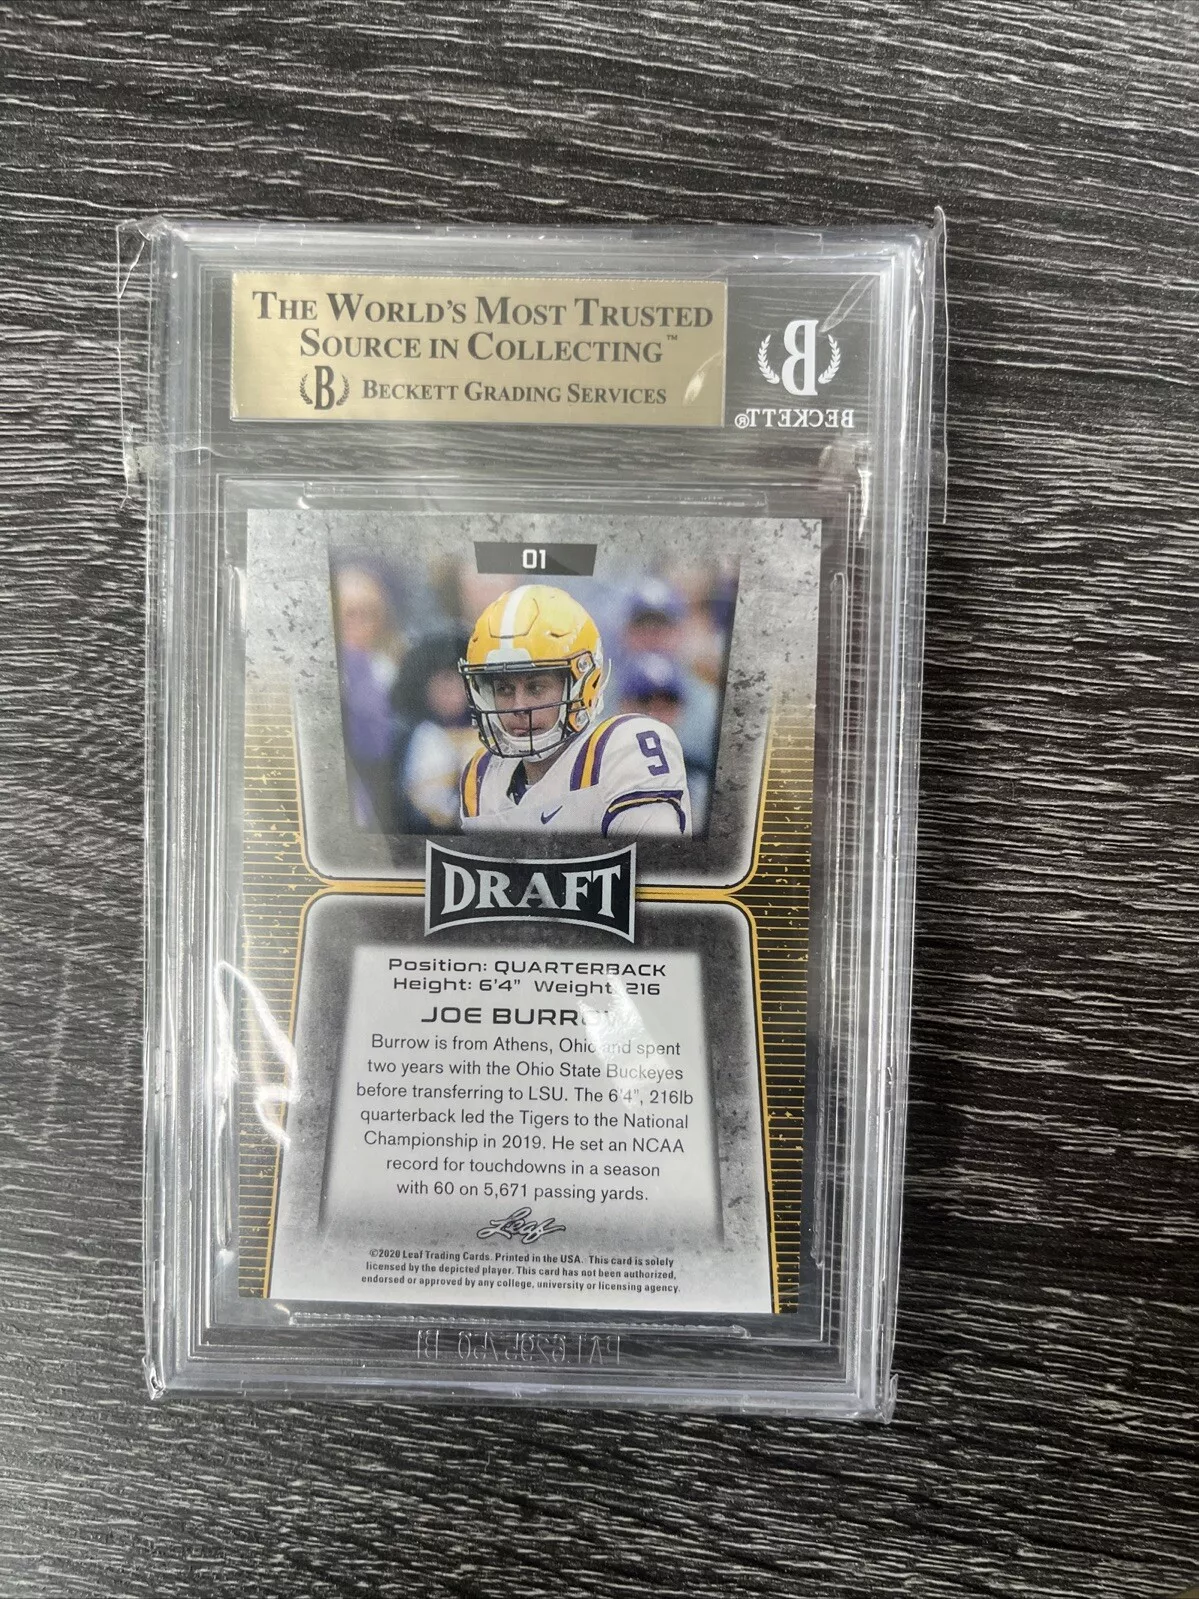 THE WORLD'S MOST TRUSTED
SOURCE IN COLLECTING™
B BECKETT GRADING SERVICES
B
BECKETT®
01
9
DRAFT
Position: QUARTERBACK
Height: 6'4" Weight: 216
JOE BURROW
Burrow is from Athens, Ohio and spent
two years with the Ohio State Buckeyes
before transferring to LSU. The 6'4", 216lb
quarterback led the Tigers to the National
Championship in 2019. He set an NCAA
record for touchdowns in a season
with 60 on 5,671 passing yards.
Leaf
©2020 Leaf Trading Cards. Printed in the USA. This card is solely
licensed by the depicted player. This card has not been authorized,
endorsed or approved by any college, university or licensing agency.